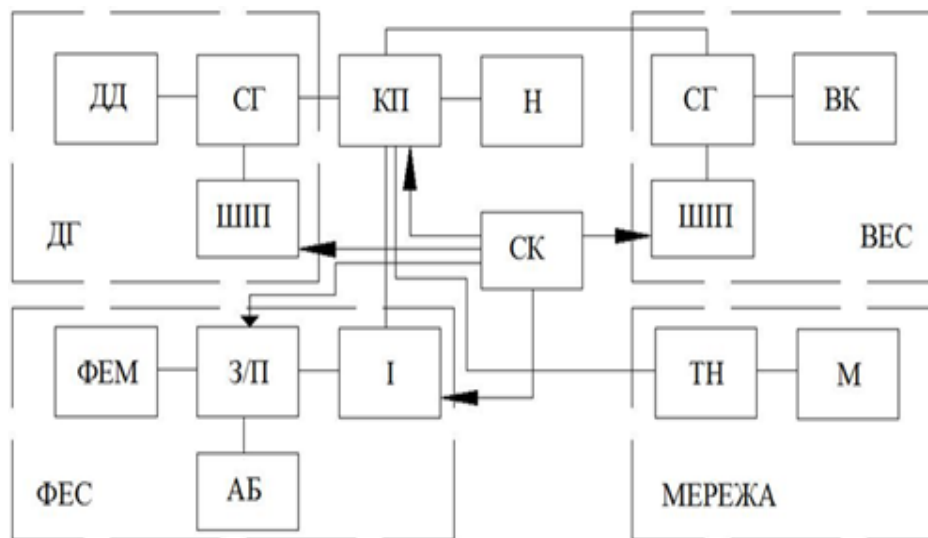 ДД
СГ
КП
Н
СГ
ВК
ШП
ДГ
СК
ШП
ВЕС
ФЕМ
З/П
І
ТН
М
АБ
ФЕС
МЕРЕЖА